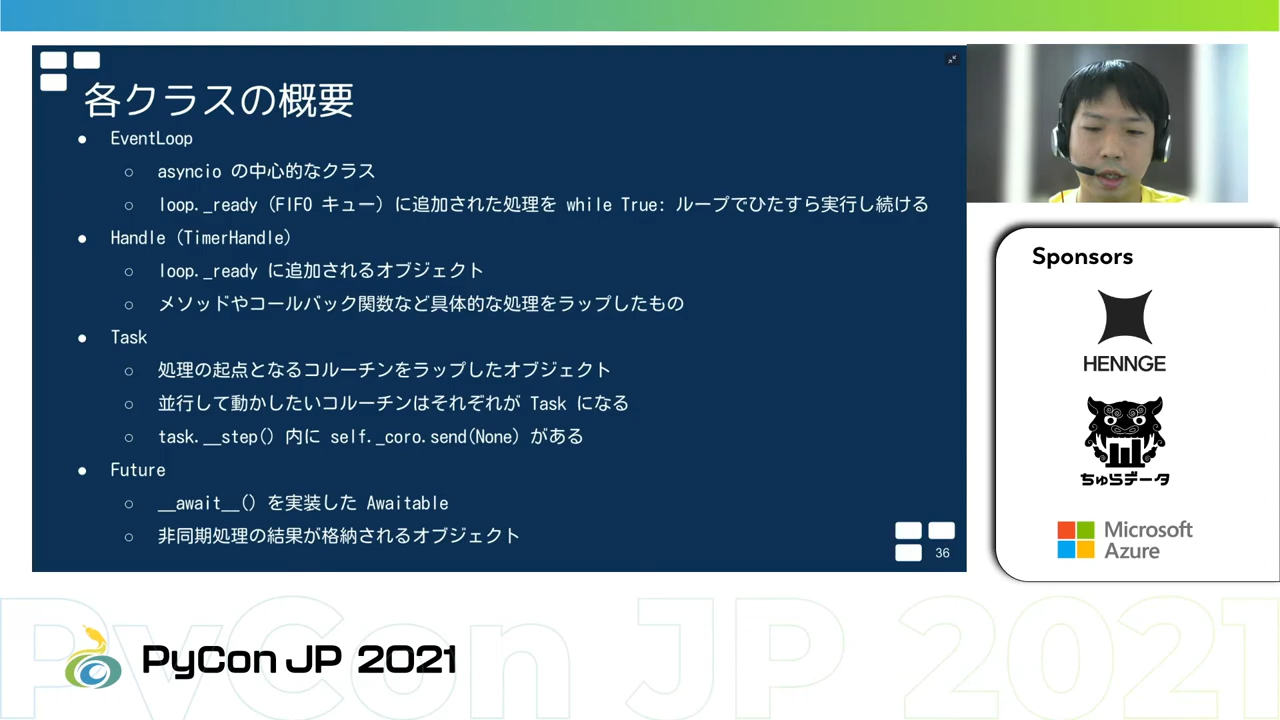 各クラスの概要
● EventLoop
○ asyncio の中心的なクラス
○ loop._ready (FIFO キュー) に追加された処理を while True: ループでひたすら実行し続ける
● Handle (TimerHandle)
○ loop._ready に追加されるオブジェクト
○ メソッドやコールバック関数など具体的な処理をラップしたもの
● Task
○ 処理の起点となるコルーチンをラップしたオブジェクト
○ 並行して動かしたいコルーチンはそれぞれが Task になる
○ task.__step() 内に self._coro.send(None) がある
● Future
○ __await__() を実装した Awaitable
○ 非同期処理の結果が格納されるオブジェクト
36
Sponsors
HENNGE
ちゅらデータ
Microsoft
Azure
PyCon JP 2021
PyCon JP 2021